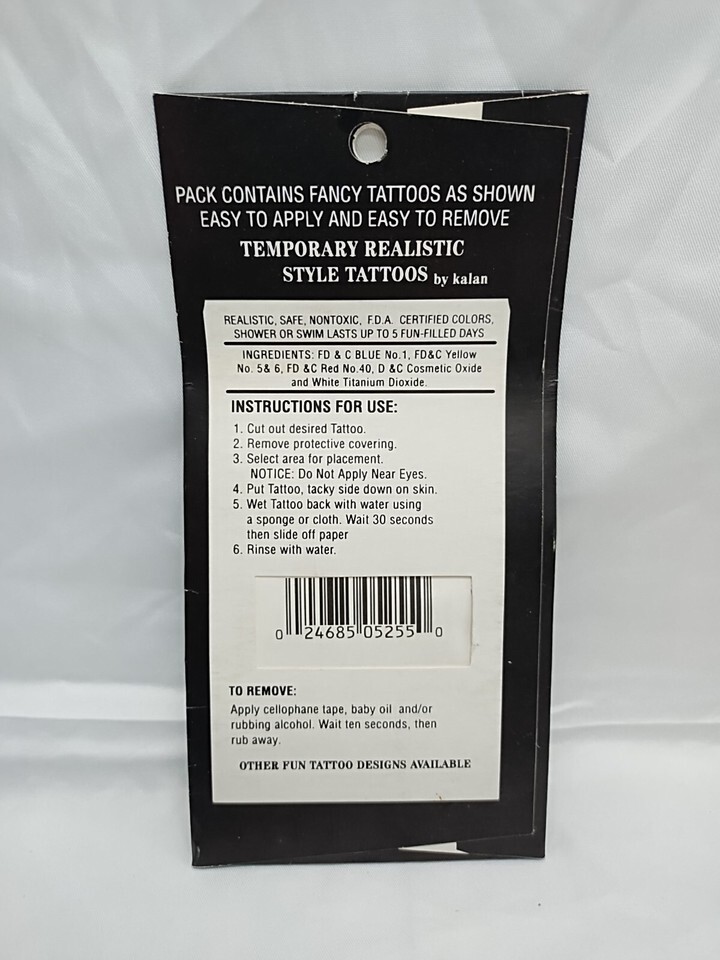 PACK CONTAINS FANCY TATTOOS AS SHOWN
EASY TO APPLY AND EASY TO REMOVE
TEMPORARY REALISTIC
STYLE TATTOOS by kalan
REALISTIC, SAFE, NONTOXIC, F.D.A. CERTIFIED COLORS,
SHOWER OR SWIM LASTS UP TO 5 FUN-FILLED DAYS
INGREDIENTS: FD & C BLUE No.1, FD&C Yellow
No. 5& 6, FD &C Red No.40, D &C Cosmetic Oxide
and White Titanium Dioxide.
INSTRUCTIONS FOR USE:
1. Cut out desired Tattoo.
2. Remove protective covering.
3. Select area for placement.
NOTICE: Do Not Apply Near Eyes.
4. Put Tattoo, tacky side down on skin.
5. Wet Tattoo back with water using
a sponge or cloth. Wait 30 seconds
then slide off paper
6. Rinse with water.
0 24685 05255 0
TO REMOVE:
Apply cellophane tape, baby oil and/or
rubbing alcohol. Wait ten seconds, then
rub away.
OTHER FUN TATTOO DESIGNS AVAILABLE